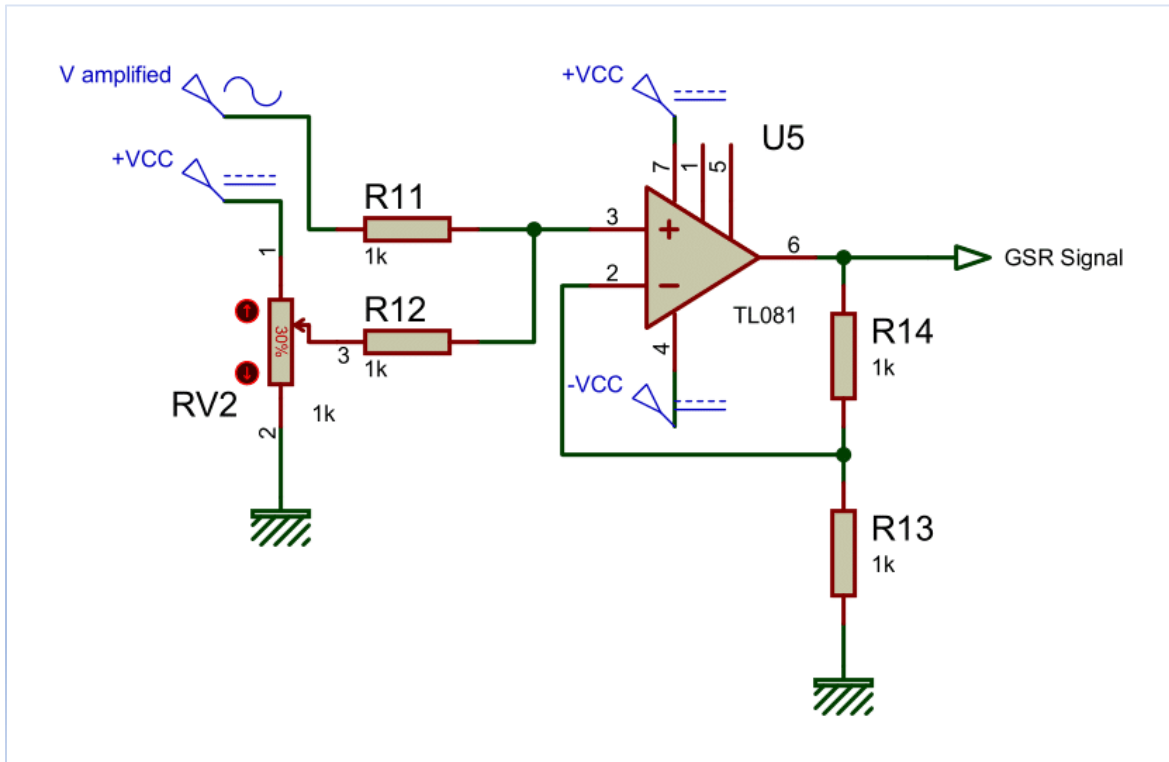 V amplified
+VCC
R11
1k
1
R12
1k
3
30%
RV2
1k
2
+VCC
U5
7
1
5
3
+
2
−
6
GSR Signal
TL081
4
-VCC
R14
1k
R13
1k